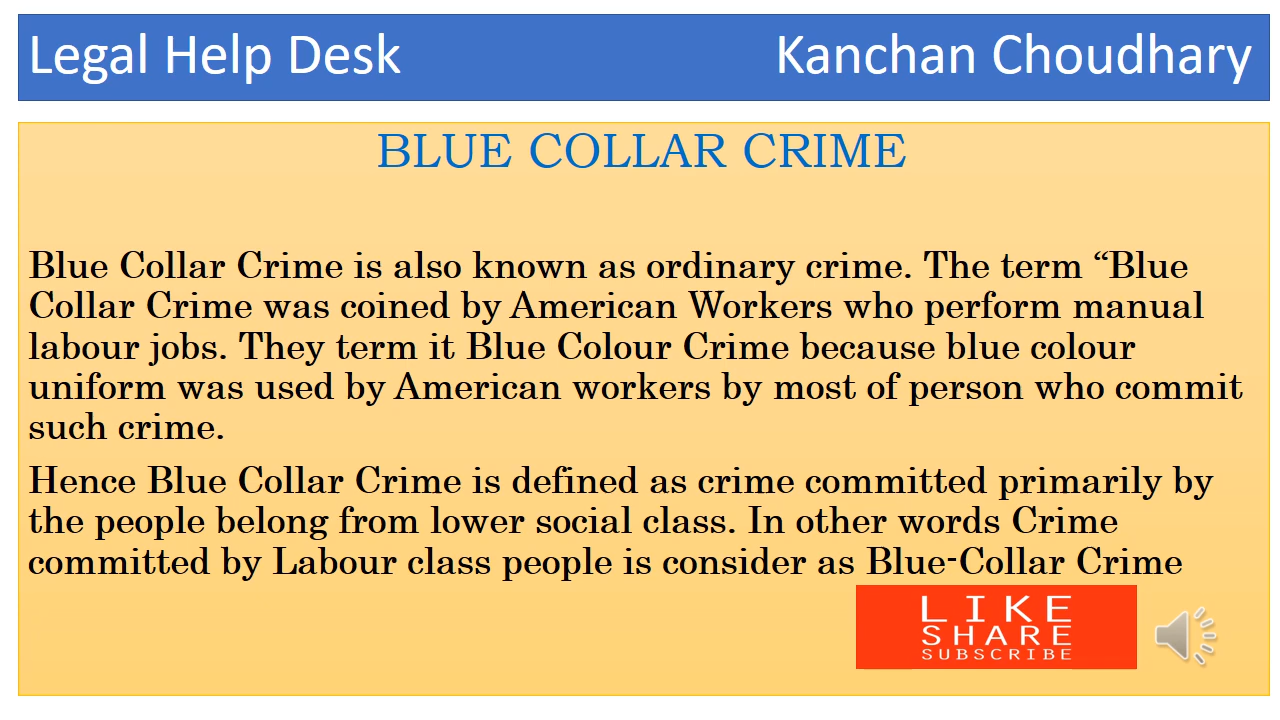 Legal Help Desk Kanchan Choudhary
BLUE COLLAR CRIME
Blue Collar Crime is also known as ordinary crime. The term “Blue
Collar Crime was coined by American Workers who perform manual
labour jobs. They term it Blue Colour Crime because blue colour
uniform was used by American workers by most of person who commit
such crime.
Hence Blue Collar Crime is defined as crime committed primarily by
the people belong from lower social class. In other words Crime
committed by Labour class people is consider as Blue-Collar Crime
LIKE
SHARE
SUBSCRIBE